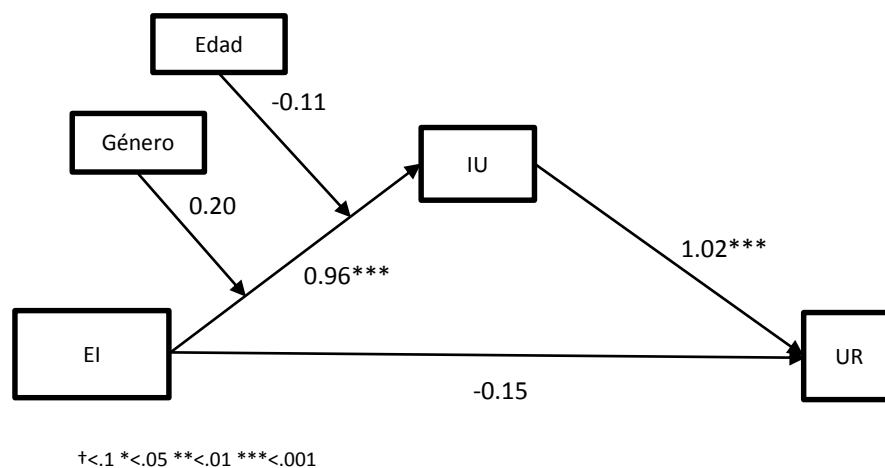 Edad
-0.11
Género
IU
0.20
1.02***
0.96***
EI
UR
-0.15
†<.1 *<.05 **<.01 ***<.001